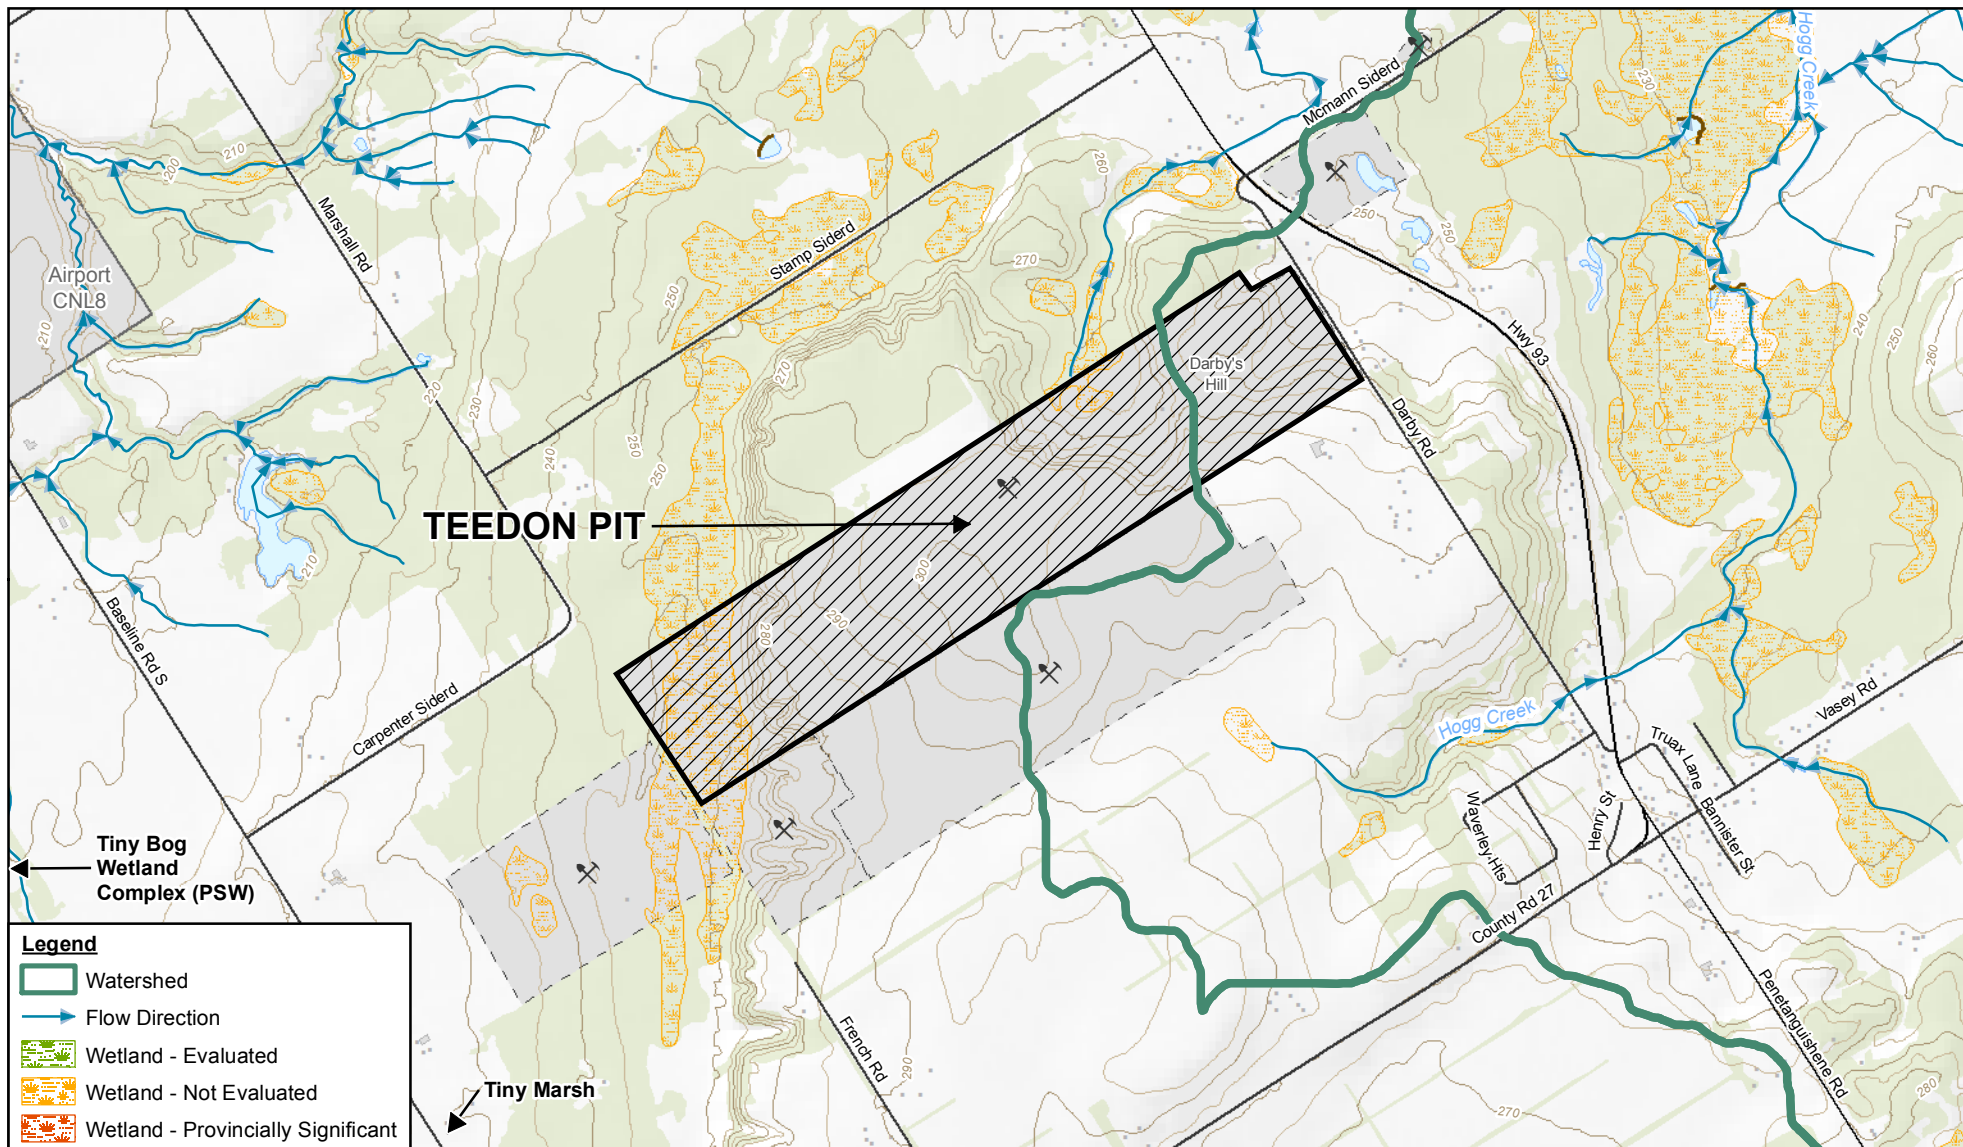 Hogg Creek
Mcmann Siderd
230
210
200
260
Marshall Rd
250
250
Stamp Siderd
270
Airport
CNL8
250
210
Hwy 93
240
250
260
270
Darby's
Hill
220
230
Darby Rd
240
250
250
TEEDON PIT
300
210
Baseline Rd S
290
280
Carpenter Siderd
Hogg Creek
Vasey Rd
Truax Lane
Waverley Hts
Henry St
Bannister St
Tiny Bog
Wetland
Complex (PSW)
County Rd 27
Legend
Watershed
Flow Direction
Wetland - Evaluated
Wetland - Not Evaluated
Wetland - Provincially Significant
Penetanguishene Rd
French Rd
290
Tiny Marsh
280
270